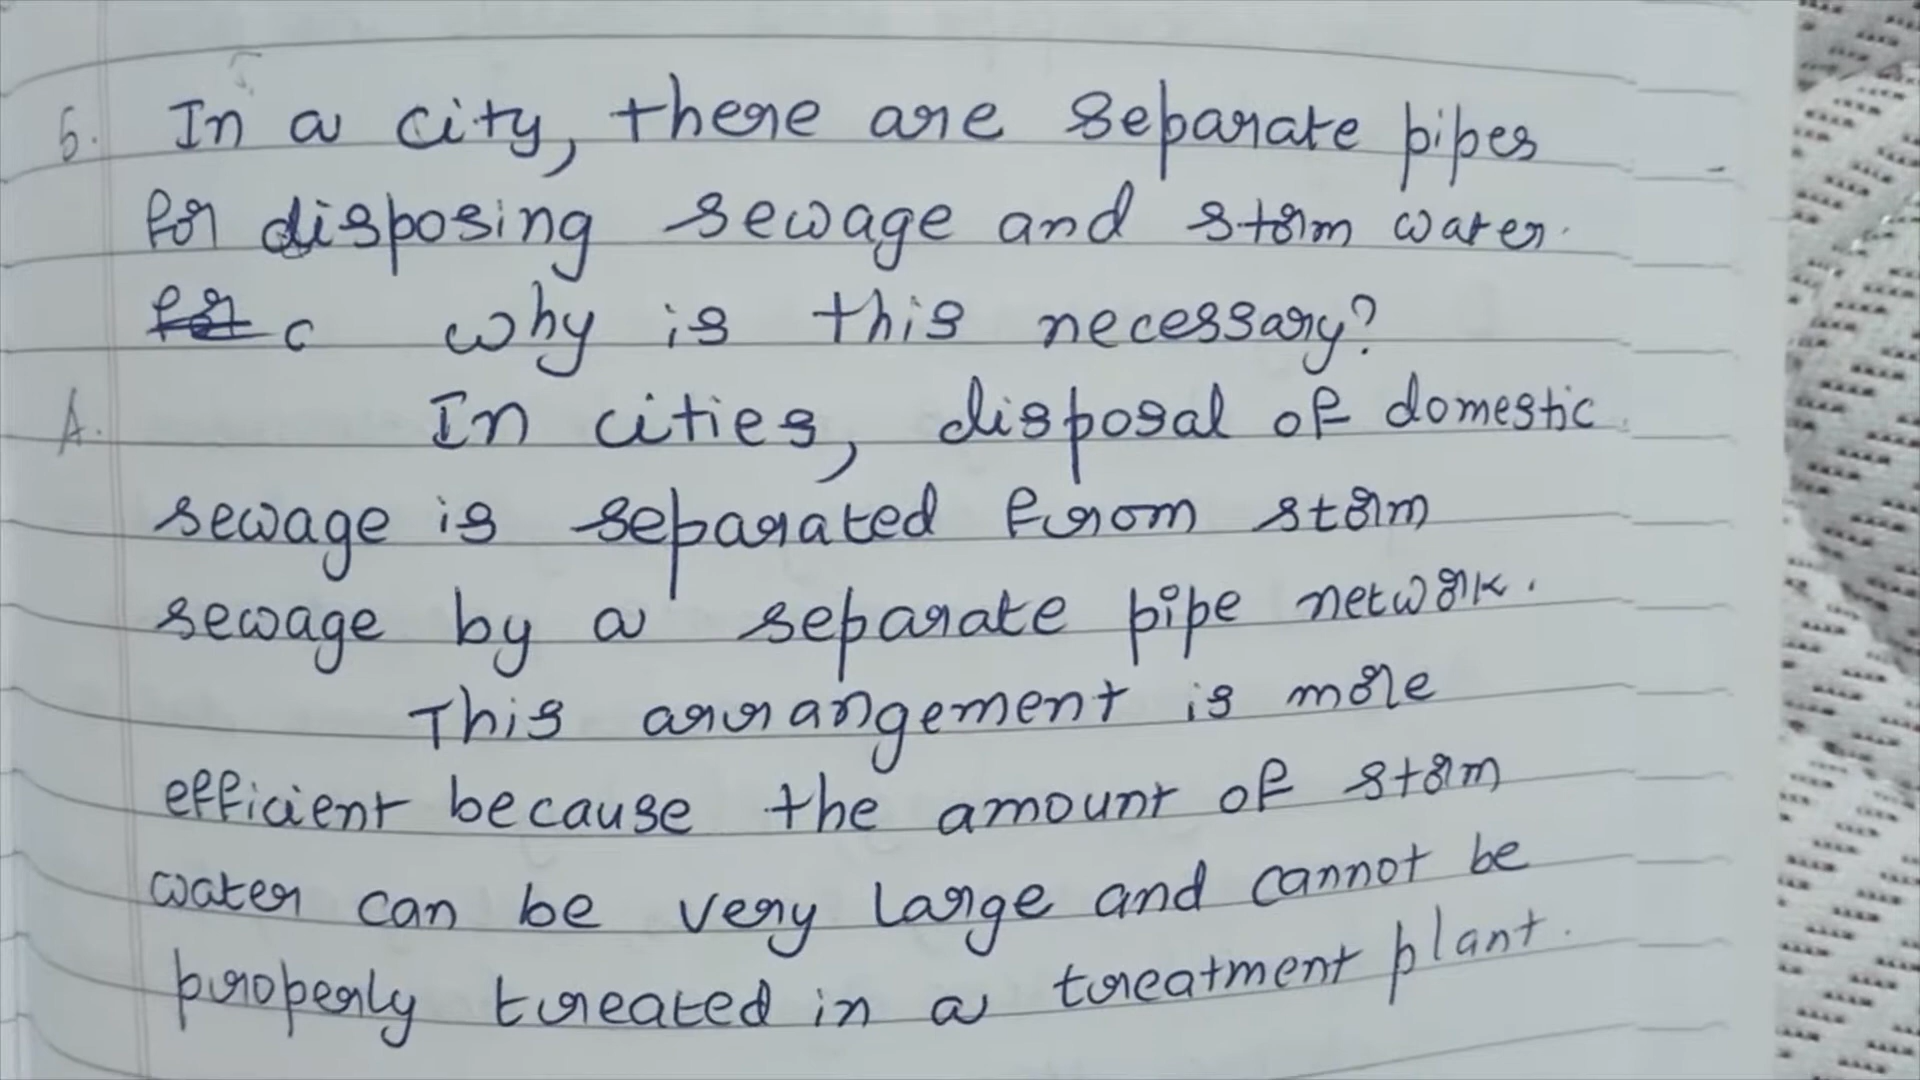 5. In a city, there are separate pipes
for disposing sewage and storm water.
c why is this necessary?
A. In cities, disposal of domestic
sewage is separated from storm
sewage by a separate pipe network.
This arrangement is more
efficient because the amount of storm
water can be very large and cannot be
properly treated in a treatment plant.